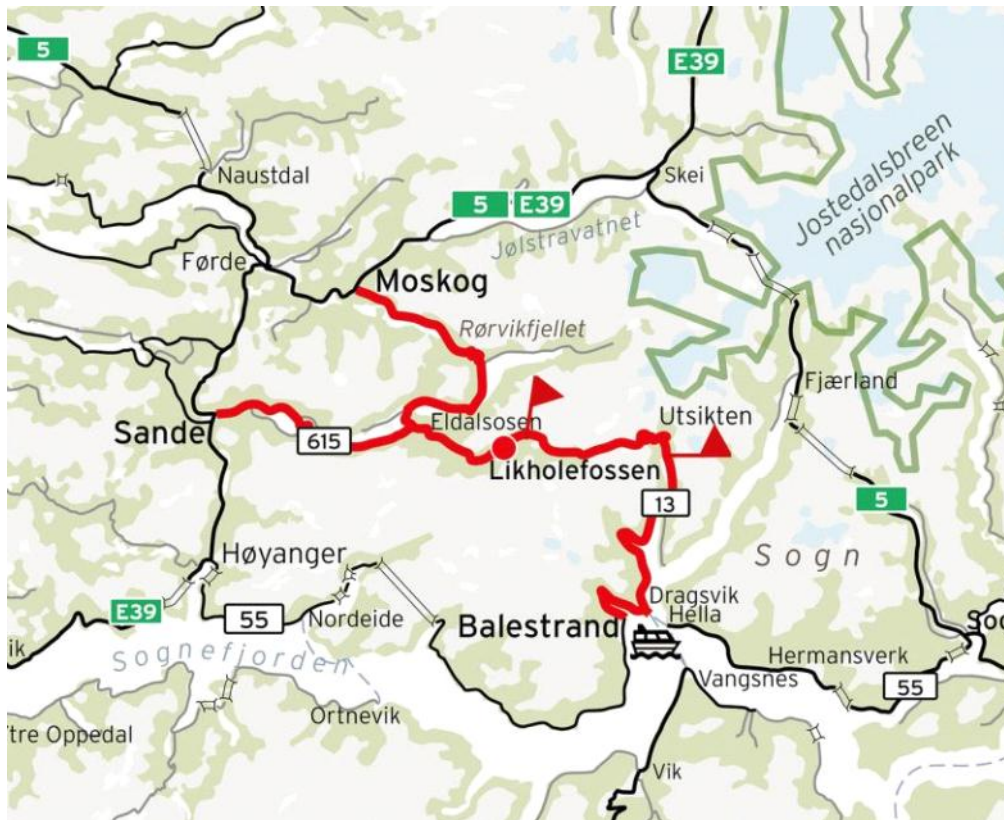 5
E39
Naustdal
Skei
Jostedalsbreen
nasjonalpark
5 E39
Jølstravatnet
Førde
Moskog
Rørvikfjellet
Fjærland
Utsikten
Sande
615
Eldalsosen
Likholefossen
13
5
Sogn
Høyanger
E39
55
Nordeide
Dragsvik
Hella
Balestrand
Sognefjorden
Hermansverk
Vangsnes
55
Ortnevik
Vik